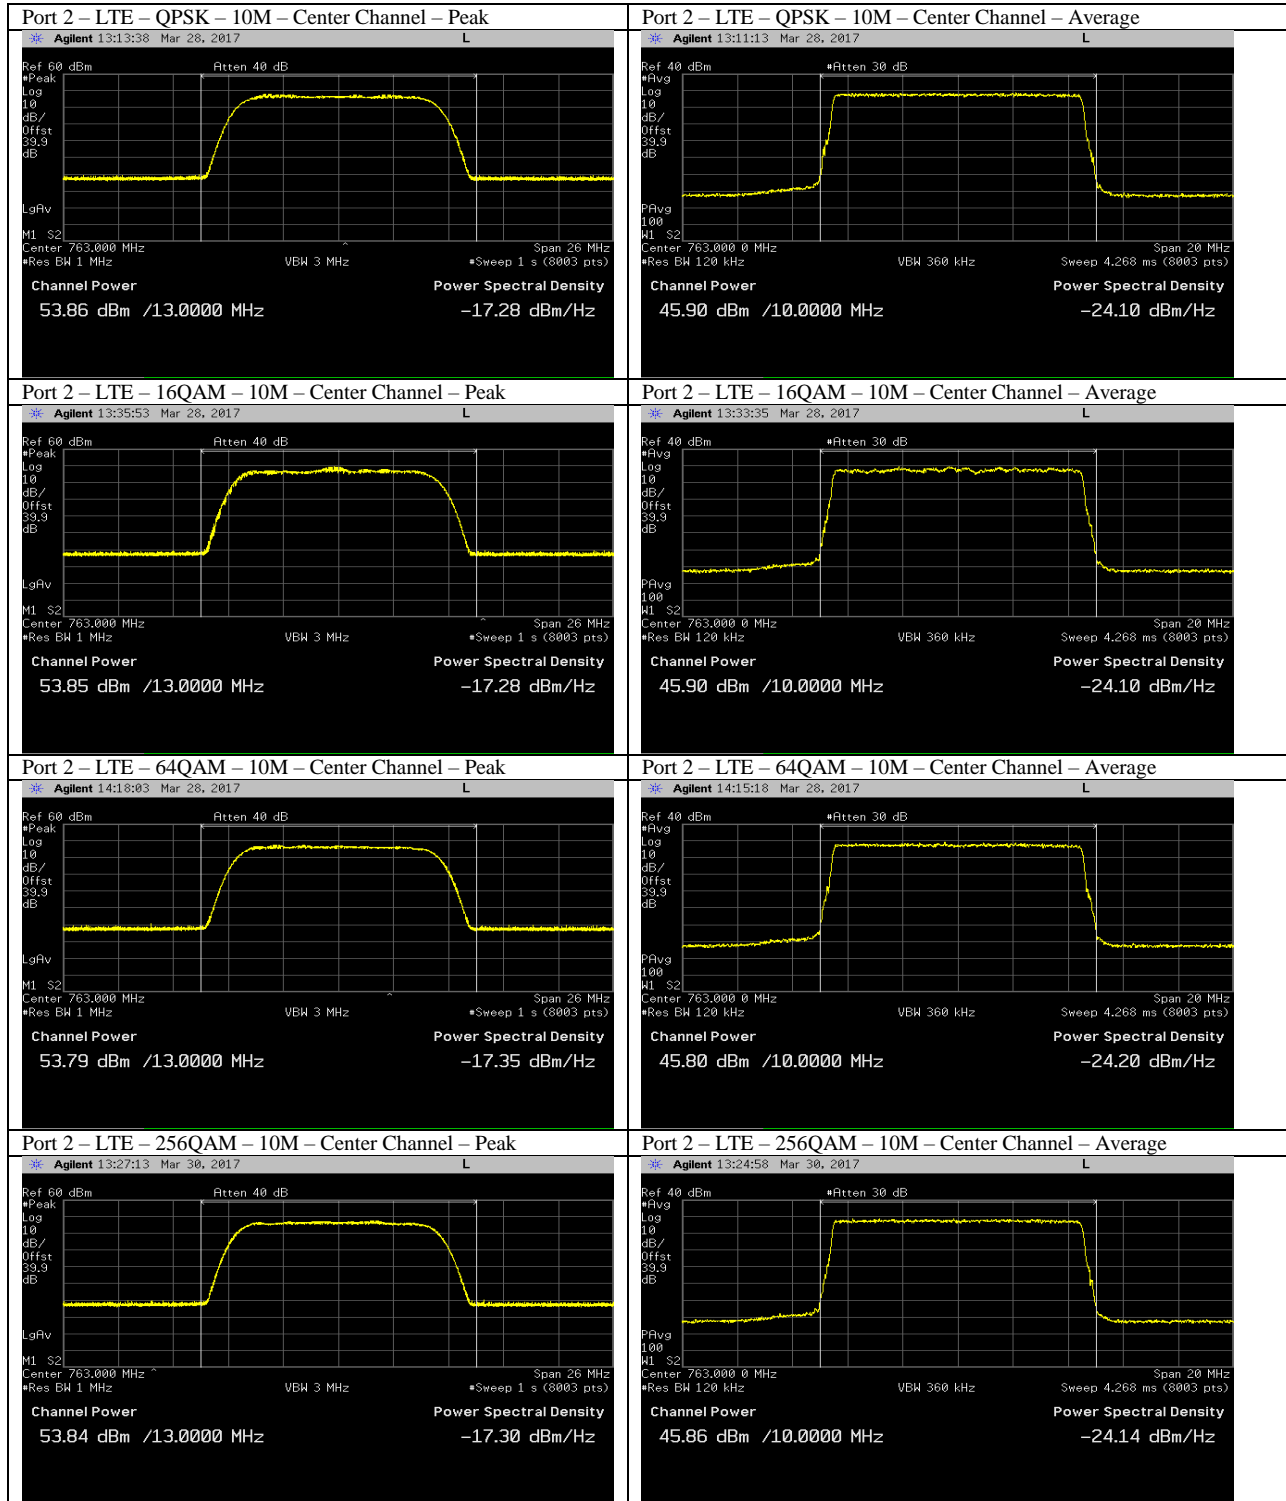 Port 2 – LTE – QPSK – 10M – Center Channel – Peak
Agilent 13:13:38 Mar 28, 2017 L
Ref 60 dBm Atten 40 dB
#Peak
Log
10
dB/
Offst
39.9
dB
LgAv
M1 S2
Center 763.000 MHz Span 26 MHz
#Res BW 1 MHz VBW 3 MHz #Sweep 1 s (8003 pts)
Channel Power Power Spectral Density
53.86 dBm /13.0000 MHz -17.28 dBm/Hz
Port 2 – LTE – QPSK – 10M – Center Channel – Average
Agilent 13:11:13 Mar 28, 2017 L
Ref 40 dBm #Atten 30 dB
#Avg
Log
10
dB/
Offst
39.9
dB
PAvg
100
W1 S2
Center 763.000 0 MHz Span 20 MHz
#Res BW 120 kHz VBW 360 kHz Sweep 4.268 ms (8003 pts)
Channel Power Power Spectral Density
45.90 dBm /10.0000 MHz -24.10 dBm/Hz
Port 2 – LTE – 16QAM – 10M – Center Channel – Peak
Agilent 13:35:53 Mar 28, 2017 L
Ref 60 dBm Atten 40 dB
#Peak
Log
10
dB/
Offst
39.9
dB
LgAv
M1 S2
Center 763.000 MHz Span 26 MHz
#Res BW 1 MHz VBW 3 MHz #Sweep 1 s (8003 pts)
Channel Power Power Spectral Density
53.85 dBm /13.0000 MHz -17.28 dBm/Hz
Port 2 – LTE – 16QAM – 10M – Center Channel – Average
Agilent 13:33:35 Mar 28, 2017 L
Ref 40 dBm #Atten 30 dB
#Avg
Log
10
dB/
Offst
39.9
dB
PAvg
100
W1 S2
Center 763.000 0 MHz Span 20 MHz
#Res BW 120 kHz VBW 360 kHz Sweep 4.268 ms (8003 pts)
Channel Power Power Spectral Density
45.90 dBm /10.0000 MHz -24.10 dBm/Hz
Port 2 – LTE – 64QAM – 10M – Center Channel – Peak
Agilent 14:18:03 Mar 28, 2017 L
Ref 60 dBm Atten 40 dB
#Peak
Log
10
dB/
Offst
39.9
dB
LgAv
M1 S2
Center 763.000 MHz Span 26 MHz
#Res BW 1 MHz VBW 3 MHz #Sweep 1 s (8003 pts)
Channel Power Power Spectral Density
53.79 dBm /13.0000 MHz -17.35 dBm/Hz
Port 2 – LTE – 64QAM – 10M – Center Channel – Average
Agilent 14:15:18 Mar 28, 2017 L
Ref 40 dBm #Atten 30 dB
#Avg
Log
10
dB/
Offst
39.9
dB
PAvg
100
W1 S2
Center 763.000 0 MHz Span 20 MHz
#Res BW 120 kHz VBW 360 kHz Sweep 4.268 ms (8003 pts)
Channel Power Power Spectral Density
45.80 dBm /10.0000 MHz -24.20 dBm/Hz
Port 2 – LTE – 256QAM – 10M – Center Channel – Peak
Agilent 13:27:13 Mar 30, 2017 L
Ref 60 dBm Atten 40 dB
#Peak
Log
10
dB/
Offst
39.9
dB
LgAv
M1 S2
Center 763.000 MHz Span 26 MHz
#Res BW 1 MHz VBW 3 MHz #Sweep 1 s (8003 pts)
Channel Power Power Spectral Density
53.84 dBm /13.0000 MHz -17.30 dBm/Hz
Port 2 – LTE – 256QAM – 10M – Center Channel – Average
Agilent 13:24:58 Mar 30, 2017 L
Ref 40 dBm #Atten 30 dB
#Avg
Log
10
dB/
Offst
39.9
dB
PAvg
100
W1 S2
Center 763.000 0 MHz Span 20 MHz
#Res BW 120 kHz VBW 360 kHz Sweep 4.268 ms (8003 pts)
Channel Power Power Spectral Density
45.86 dBm /10.0000 MHz -24.14 dBm/Hz